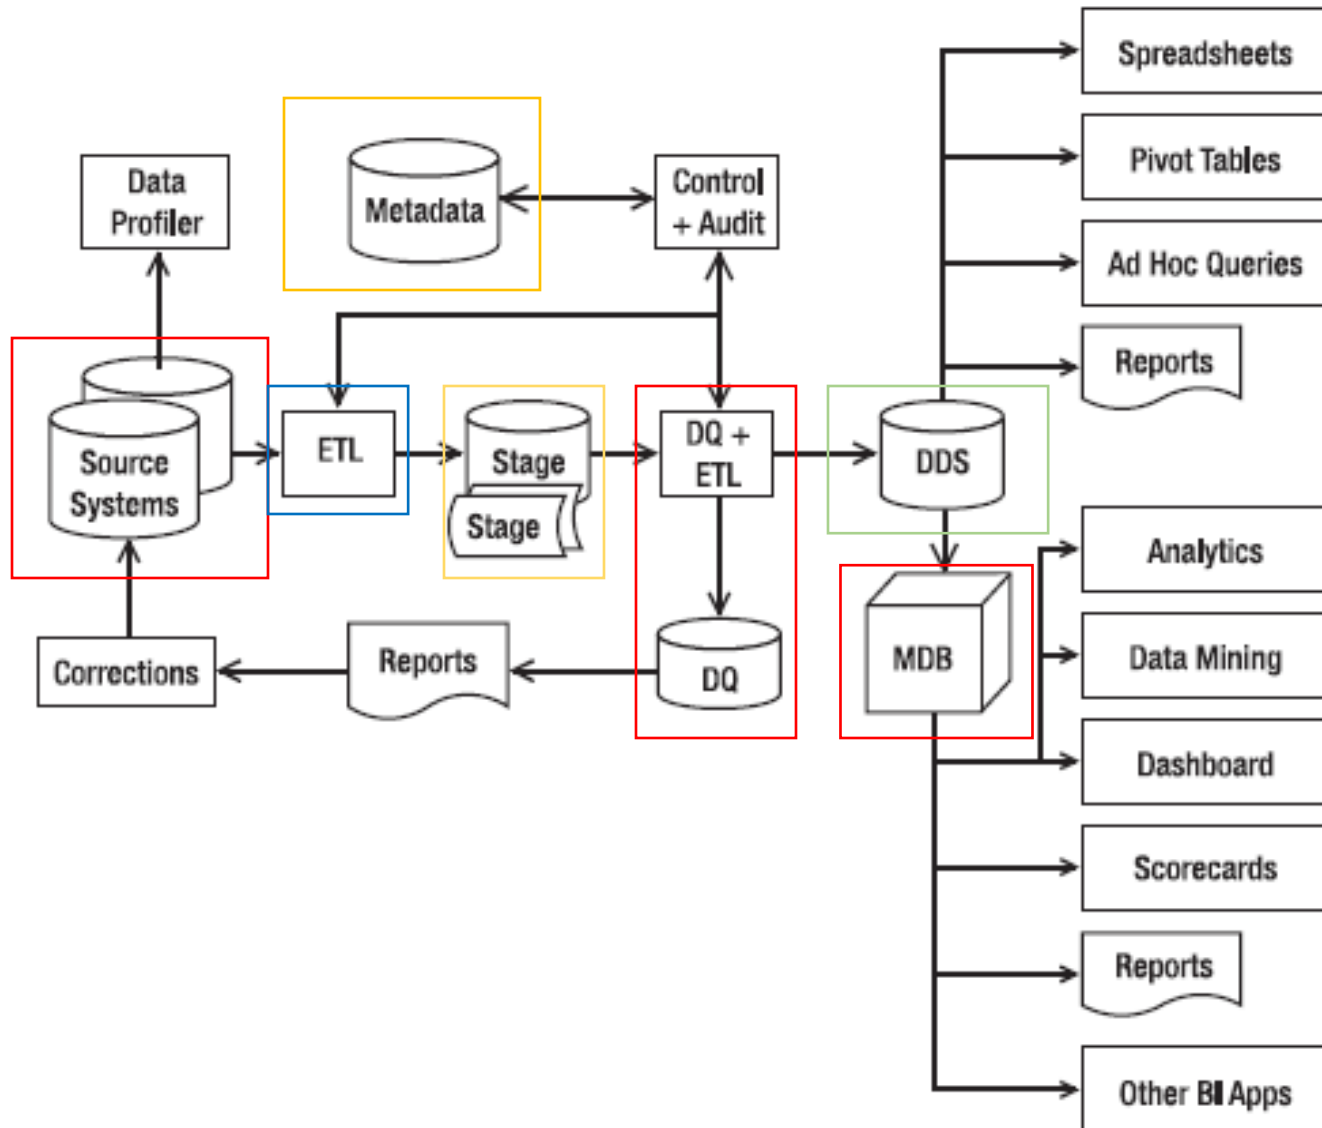 Spreadsheets
Pivot Tables
Ad Hoc Queries
Reports
Data
Profiler
Metadata
Control
+ Audit
Source
Systems
ETL
Stage
Stage
DQ +
ETL
DDS
Corrections
Reports
DQ
MDB
Analytics
Data Mining
Dashboard
Scorecards
Reports
Other BI Apps